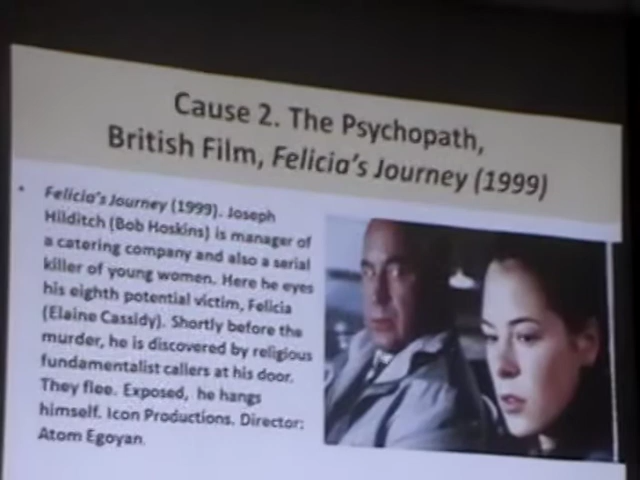 Cause 2. The Psychopath,
British Film, Felicia's Journey (1999)
• Felicia's Journey (1999). Joseph
Hilditch (Bob Hoskins) is manager of
a catering company and also a serial
killer of young women. Here he eyes
his eighth potential victim, Felicia
(Elaine Cassidy). Shortly before the
murder, he is discovered by religious
fundamentalist callers at his door.
They flee. Exposed, he hangs
himself. Icon Productions. Director:
Atom Egoyan.